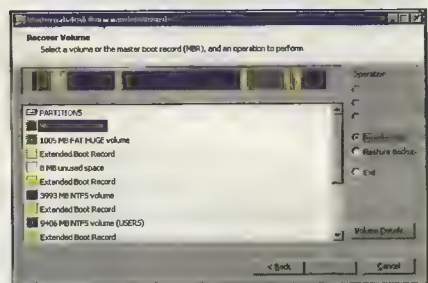 Recover Volume
Select a volume or the master boot record (MBR), and an operation to perform.
PARTITIONS
1005 MB FAT HUGE volume
Extended Boot Record
8 MB unused space
Extended Boot Record
3993 MB NTFS volume
Extended Boot Record
9406 MB NTFS volume (USERS)
Extended Boot Record
Operation
Restore Backup
Exit
Volume Details
< Back
Cancel